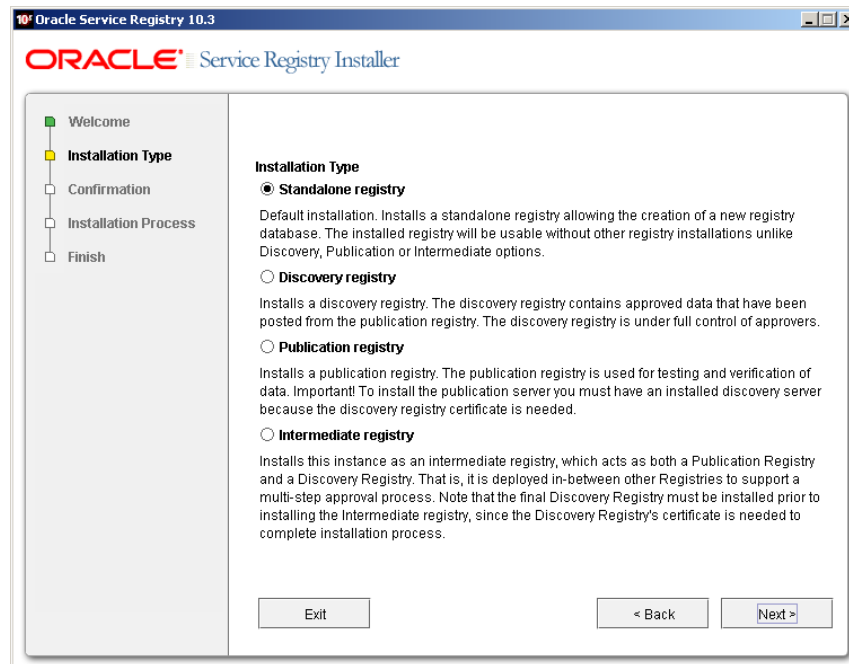 Oracle Service Registry 10.3
ORACLE Service Registry Installer
Welcome
Installation Type
Confirmation
Installation Process
Finish
Installation Type
Standalone registry
Default installation. Installs a standalone registry allowing the creation of a new registry
database. The installed registry will be usable without other registry installations unlike
Discovery, Publication or Intermediate options.
Discovery registry
Installs a discovery registry. The discovery registry contains approved data that have been
posted from the publication registry. The discovery registry is under full control of approvers.
Publication registry
Installs a publication registry. The publication registry is used for testing and verification of
data. Important! To install the publication server you must have an installed discovery server
because the discovery registry certificate is needed.
Intermediate registry
Installs this instance as an intermediate registry, which acts as both a Publication Registry
and a Discovery Registry. That is, it is deployed in-between other Registries to support a
multi-step approval process. Note that the final Discovery Registry must be installed prior to
installing the Intermediate registry, since the Discovery Registry's certificate is needed to
complete installation process.
Exit
< Back
Next >